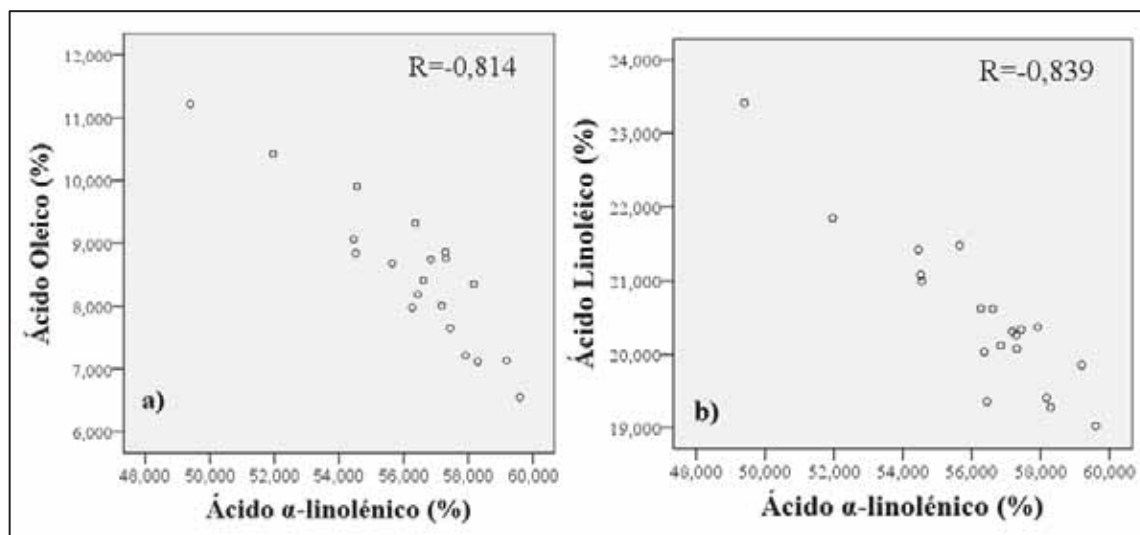 R=-0,814
12,000
11,000
10,000
9,000
8,000
7,000
6,000
Ácido Oleico (%)
a)
48,000 50,000 52,000 54,000 56,000 58,000 60,000
Ácido α-linolénico (%)
R=-0,839
24,000
23,000
22,000
21,000
20,000
19,000
Ácido Linoléico (%)
b)
48,000 50,000 52,000 54,000 56,000 58,000 60,000
Ácido α-linolénico (%)